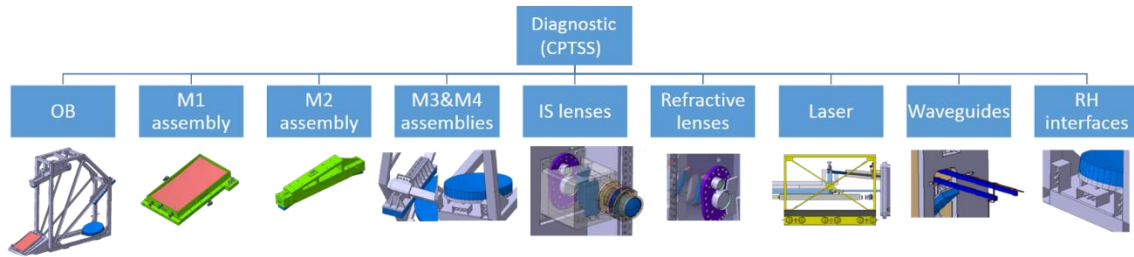 Diagnostic
(CPTSS)
OB
M1
assembly
M2
assembly
M3&M4
assemblies
IS lenses
Refractive
lenses
Laser
Waveguides
RH
interfaces